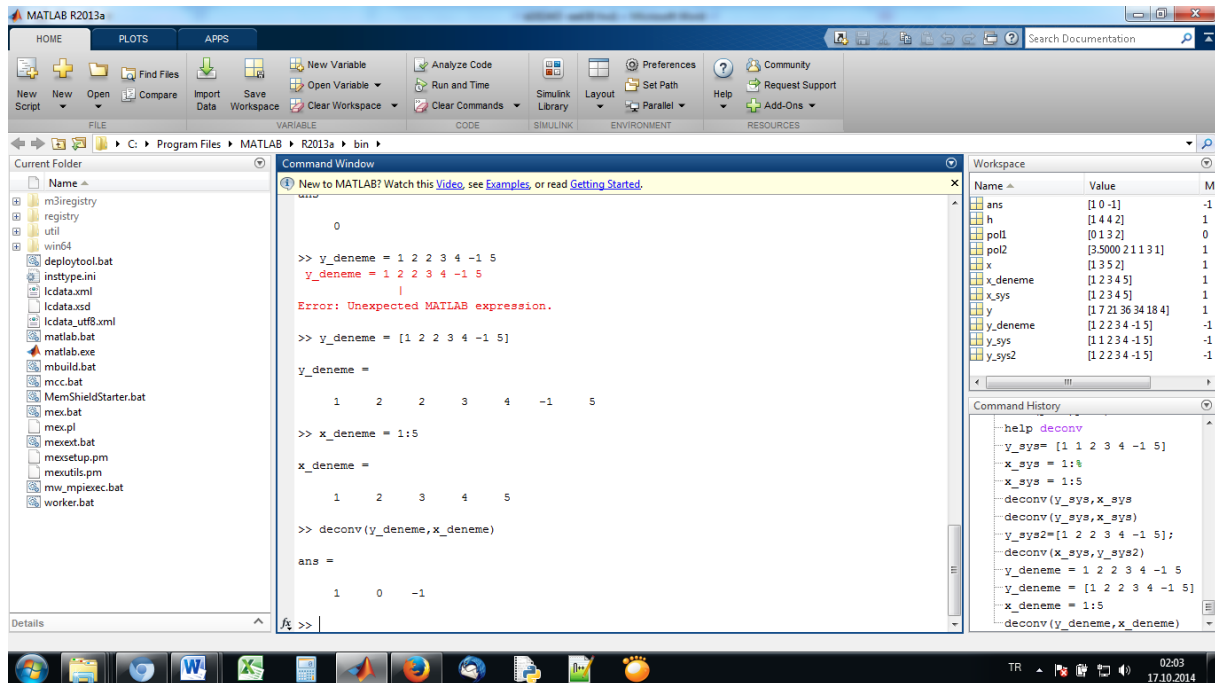 MATLAB R2013a
HOME PLOTS APPS Search Documentation
New Script
New
Open
Find Files
Compare
Import Data
Save Workspace
New Variable
Open Variable
Clear Workspace
Analyze Code
Run and Time
Clear Commands
Simulink Library
Layout
Preferences
Set Path
Parallel
Help
Community
Request Support
Add-Ons
FILE VARIABLE CODE SIMULINK ENVIRONMENT RESOURCES
C: Program Files MATLAB R2013a bin
Current Folder
Name
m3iregistry
registry
util
win64
deploytool.bat
insttype.ini
lcdata.xml
lcdata.xsd
lcdata_utf8.xml
matlab.bat
matlab.exe
mbuild.bat
mcc.bat
MemShieldStarter.bat
mex.bat
mex.pl
mexext.bat
mexsetup.pm
mexutils.pm
mw_mpiexec.bat
worker.bat
Details
Command Window
New to MATLAB? Watch this Video, see Examples, or read Getting Started.
0
>> y_deneme = 1 2 2 3 4 -1 5
y_deneme = 1 2 2 3 4 -1 5
|
Error: Unexpected MATLAB expression.
>> y_deneme = [1 2 2 3 4 -1 5]
y_deneme =
1 2 2 3 4 -1 5
>> x_deneme = 1:5
x_deneme =
1 2 3 4 5
>> deconv(y_deneme,x_deneme)
ans =
1 0 -1
fx >>
Workspace
Name Value M
ans [1 0 -1] -1
h [1 4 4 2] 1
pol1 [0 1 3 2] 0
pol2 [3.5000 2 1 1 3 1] 1
x [1 3 5 2] 1
x_deneme [1 2 3 4 5] 1
x_sys [1 2 3 4 5] 1
y [1 7 21 36 34 18 4] 1
y_deneme [1 2 2 3 4 -1 5] -1
y_sys [1 1 2 3 4 -1 5] -1
y_sys2 [1 2 2 3 4 -1 5] -1
Command History
help deconv
y_sys= [1 1 2 3 4 -1 5]
x_sys = 1:%
x_sys = 1:5
deconv(y_sys,x_sys
deconv(y_sys,x_sys)
y_sys2=[1 2 2 3 4 -1 5];
deconv(x_sys,y_sys2)
y_deneme = 1 2 2 3 4 -1 5
y_deneme = [1 2 2 3 4 -1 5]
x_deneme = 1:5
deconv(y_deneme,x_deneme)
TR
02:03
17.10.2014